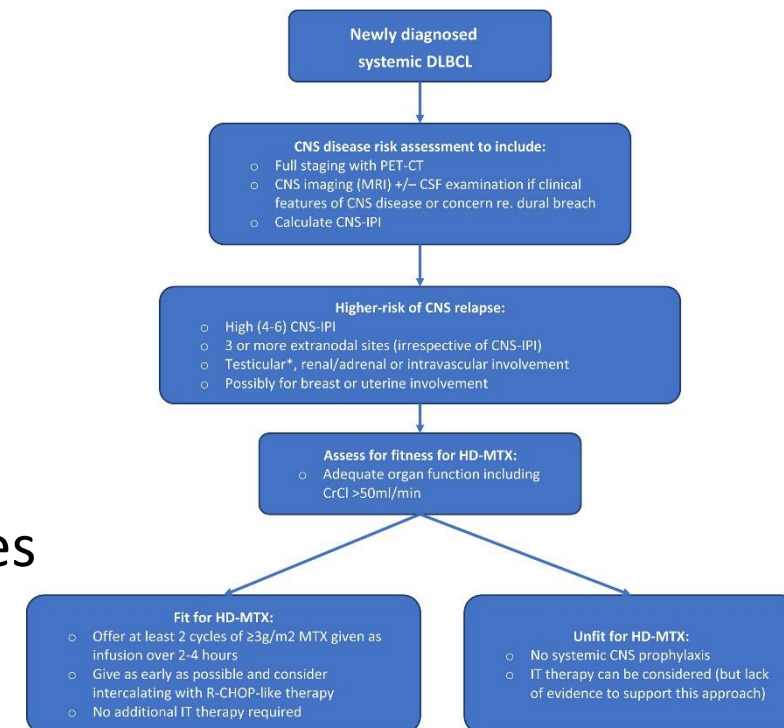 Newly diagnosed
systemic DLBCL
CNS disease risk assessment to include:
o Full staging with PET-CT
o CNS imaging (MRI) +/– CSF examination if clinical
features of CNS disease or concern re. dural breach
o Calculate CNS-IPI
Higher-risk of CNS relapse:
o High (4-6) CNS-IPI
o 3 or more extranodal sites (irrespective of CNS-IPI)
o Testicular*, renal/adrenal or intravascular involvement
o Possibly for breast or uterine involvement
Assess for fitness for HD-MTX:
o Adequate organ function including
CrCl >50ml/min
es
Fit for HD-MTX:
o Offer at least 2 cycles of ≥3g/m2 MTX given as
infusion over 2-4 hours
o Give as early as possible and consider
intercalating with R-CHOP-like therapy
o No additional IT therapy required
Unfit for HD-MTX:
o No systemic CNS prophylaxis
o IT therapy can be considered (but lack
of evidence to support this approach)